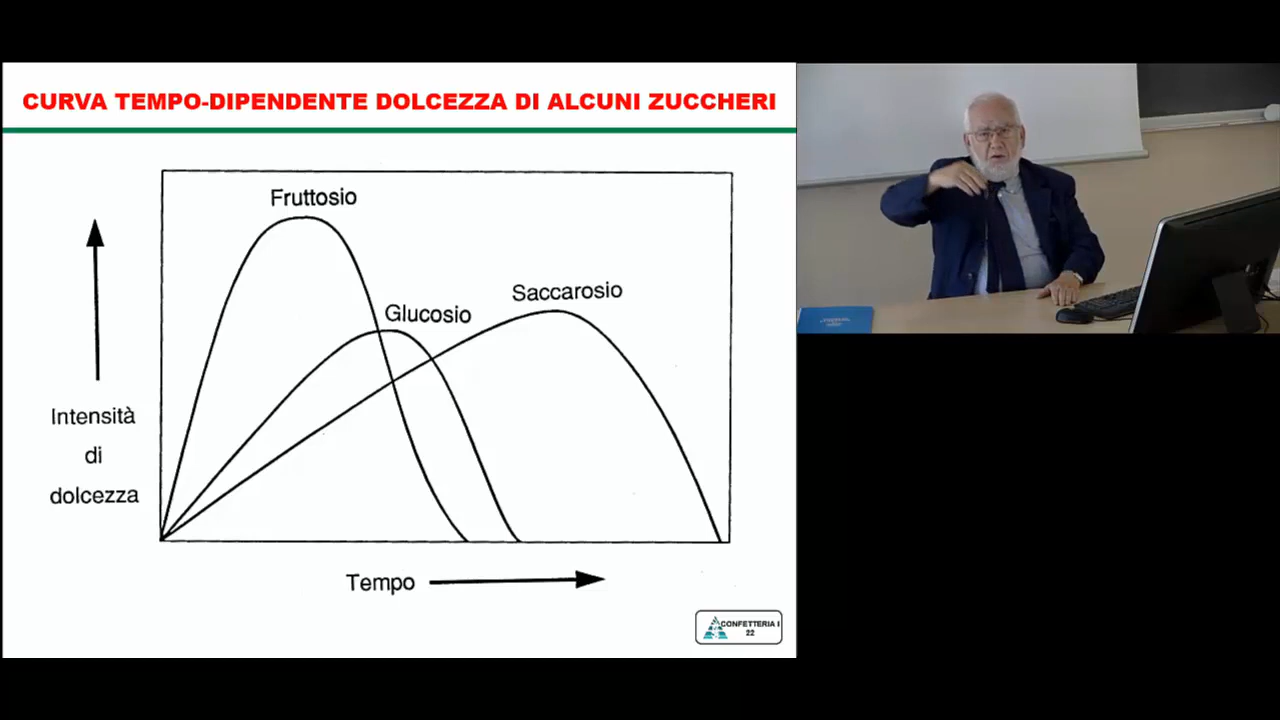 CURVA TEMPO-DIPENDENTE DOLCEZZA DI ALCUNI ZUCCHERI
Fruttosio
Saccarosio
Glucosio
Intensità
di
dolcezza
Tempo
CONFETTERIA I
22